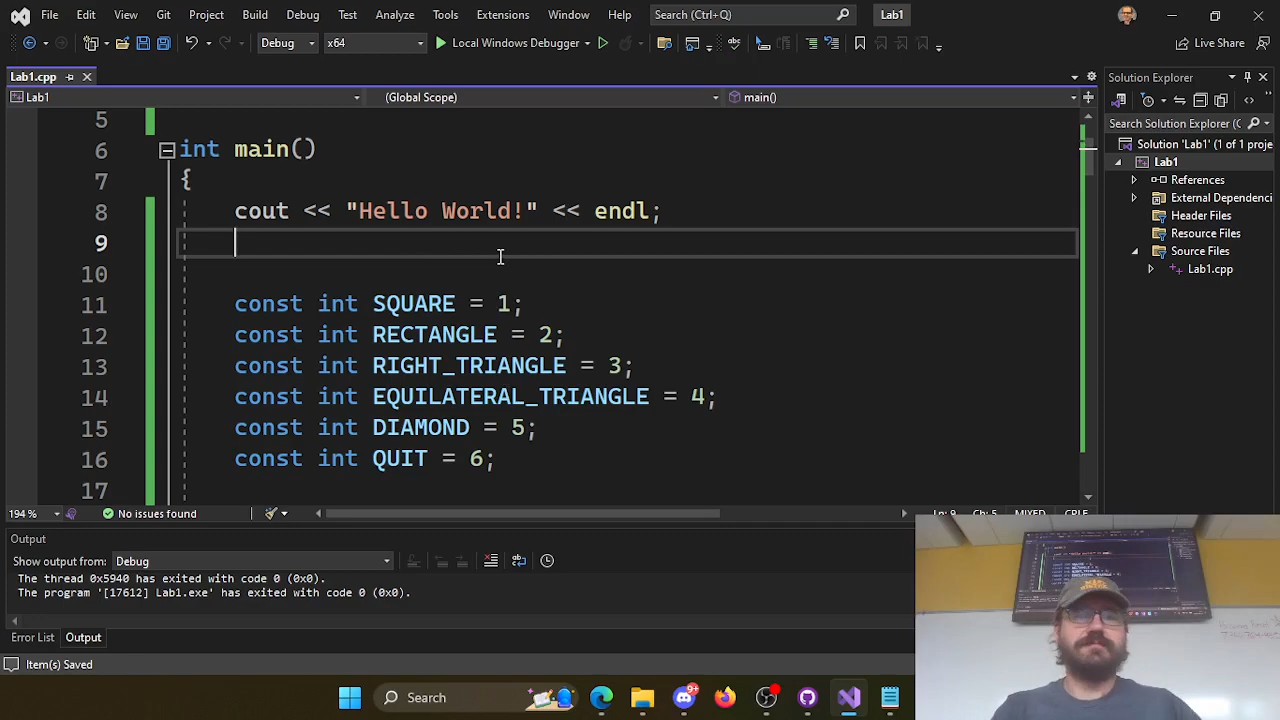 File Edit View Git Project Build Debug Test Analyze Tools Extensions Window Help Search (Ctrl+Q) Lab1
Debug x64 Local Windows Debugger Live Share
Lab1.cpp
Lab1 (Global Scope) main()
5
6 int main()
7 {
8 cout << "Hello World!" << endl;
9
10
11 const int SQUARE = 1;
12 const int RECTANGLE = 2;
13 const int RIGHT_TRIANGLE = 3;
14 const int EQUILATERAL_TRIANGLE = 4;
15 const int DIAMOND = 5;
16 const int QUIT = 6;
17
194 % No issues found Ln: 9 Ch: 5 MIXED CRLF
Solution Explorer
Search Solution Explorer (C
Solution 'Lab1' (1 of 1 proje
Lab1
References
External Dependenci
Header Files
Resource Files
Source Files
Lab1.cpp
Output
Show output from: Debug
The thread 0x5940 has exited with code 0 (0x0).
The program '[17612] Lab1.exe' has exited with code 0 (0x0).
Error List Output
Item(s) Saved
Search
9+